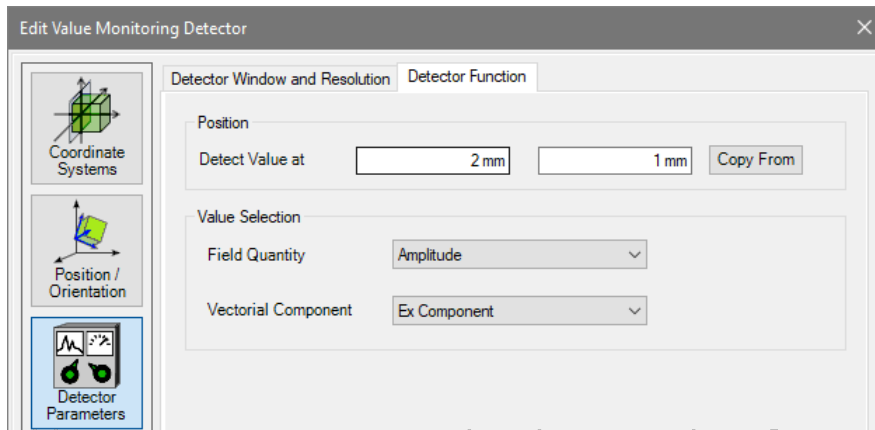 Edit Value Monitoring Detector
Detector Window and Resolution
Detector Function
Coordinate
Systems
Position /
Orientation
Detector
Parameters
Position
Detect Value at
2 mm
1 mm
Copy From
Value Selection
Field Quantity
Amplitude
Vectorial Component
Ex Component